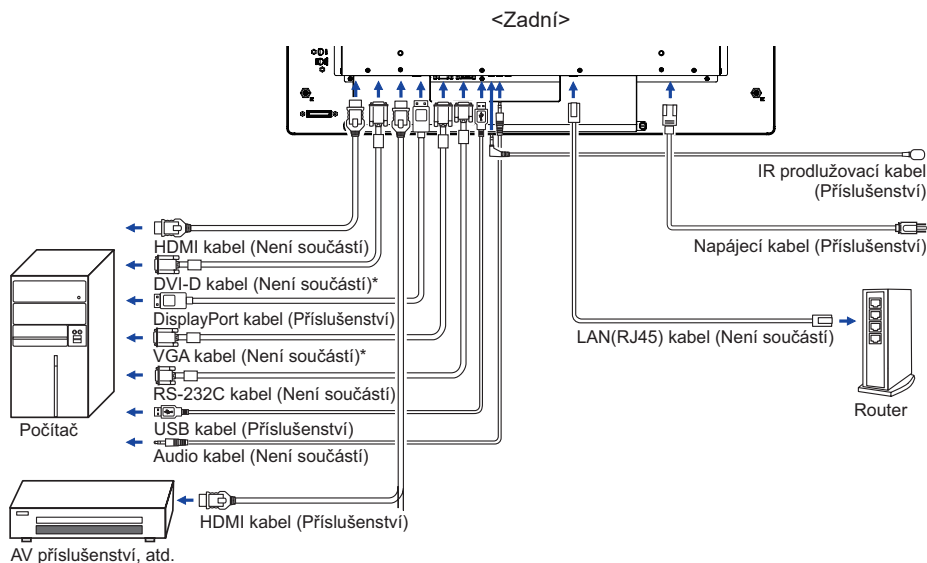 <Zadní>
IR prodlužovací kabel
(Příslušenství)
HDMI kabel (Není součástí)
Napájecí kabel (Příslušenství)
DVI-D kabel (Není součástí)*
DisplayPort kabel (Příslušenství)
VGA kabel (Není součástí)*
LAN(RJ45) kabel (Není součástí)
RS-232C kabel (Není součástí)
Router
Počítač
USB kabel (Příslušenství)
Audio kabel (Není součástí)
HDMI kabel (Příslušenství)
AV příslušenství, atd.